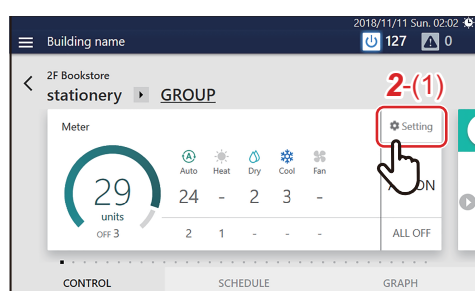 2018/11/11 Sun. 02:02
Building name 127 0
2F Bookstore
stationery GROUP
2-(1)
Meter Setting
A
Auto Heat Dry Cool Fan
29 24 - 2 3 -
units
OFF 3 2 1 - - - ALL OFF
CONTROL SCHEDULE GRAPH